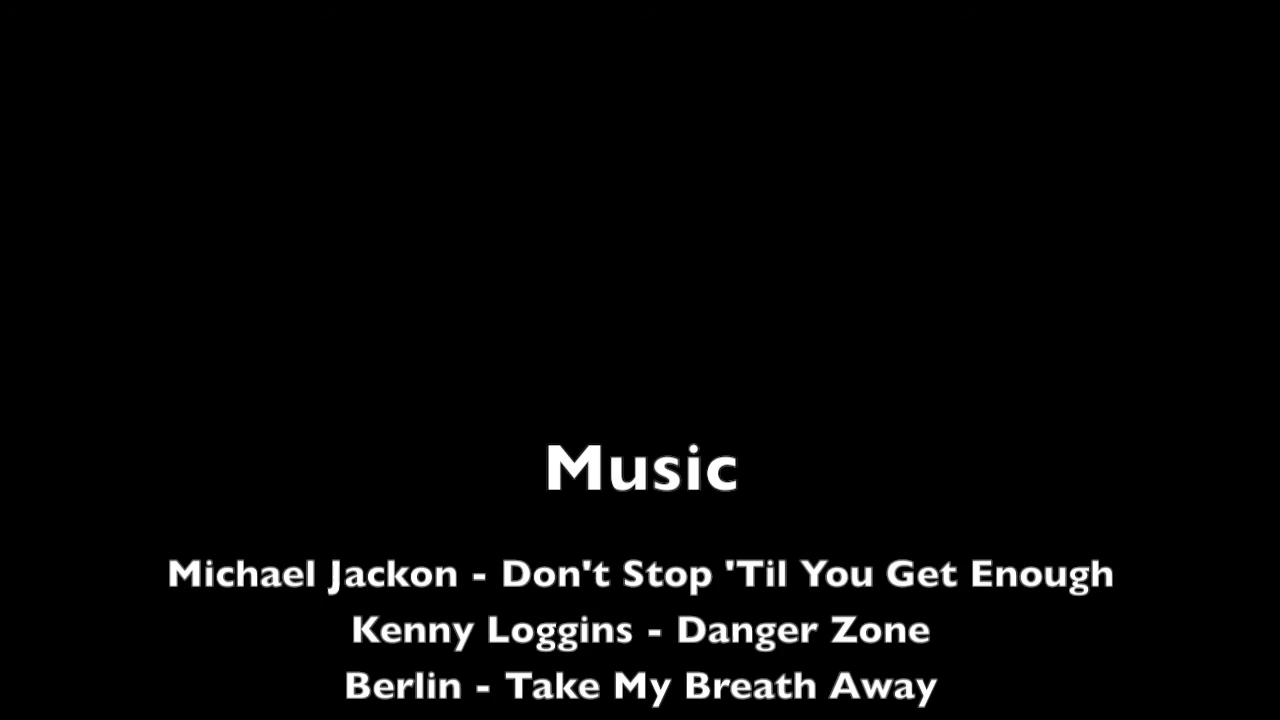 Music
Michael Jackon - Don't Stop 'Til You Get Enough
Kenny Loggins - Danger Zone
Berlin - Take My Breath Away